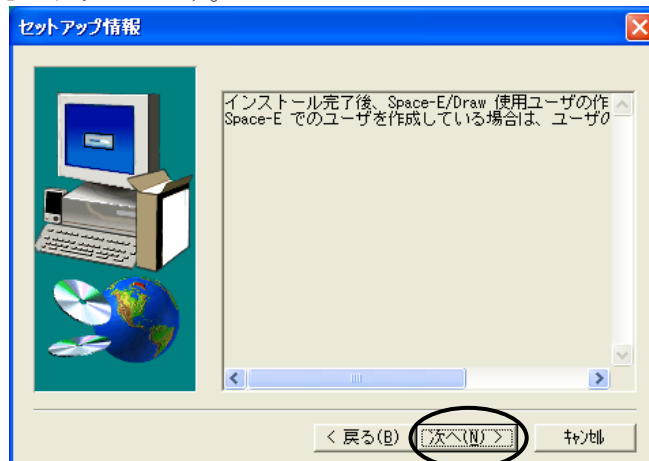 セットアップ情報
インストール完了後、Space-E/Draw 使用ユーザの作
Space-E でのユーザを作成している場合は、ユーザの
< 戻る(B)
次へ(N) >
キャンセル